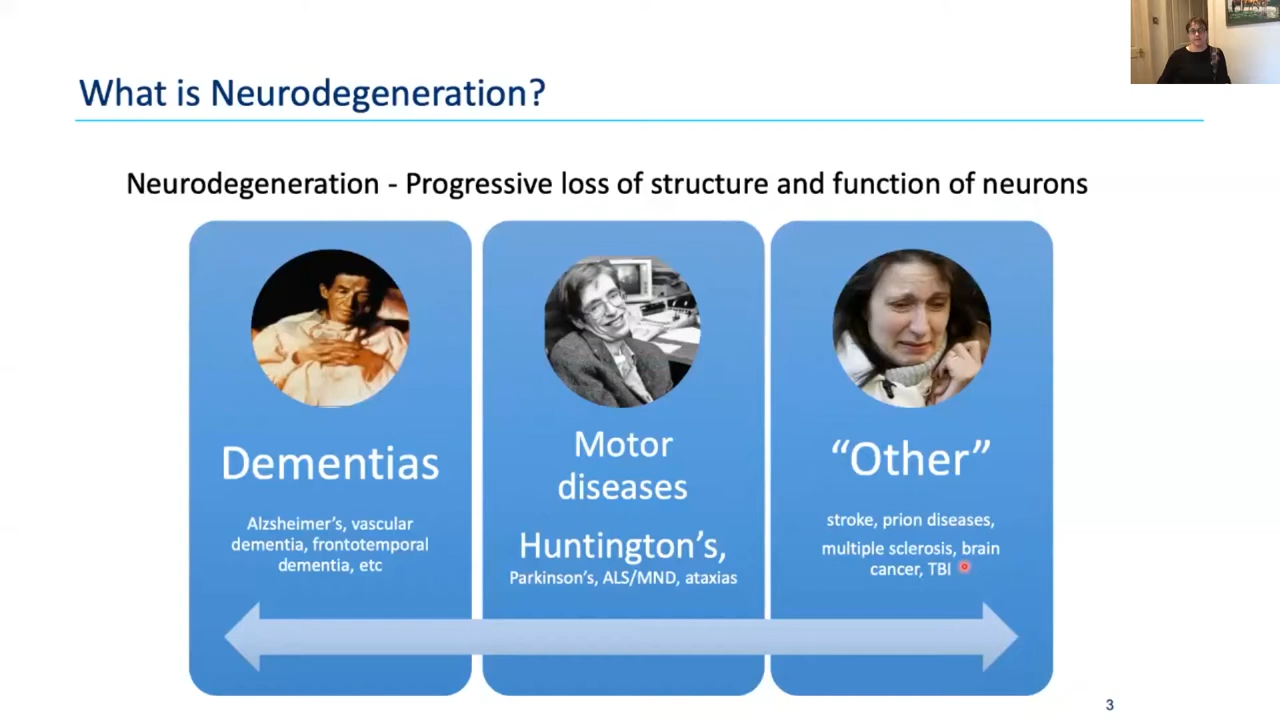 What is Neurodegeneration?
Neurodegeneration - Progressive loss of structure and function of neurons
Dementias
Alzsheimer's, vascular
dementia, frontotemporal
dementia, etc
Motor
diseases
Huntington's,
Parkinson's, ALS/MND, ataxias
“Other”
stroke, prion diseases,
multiple sclerosis, brain
cancer, TBI
3